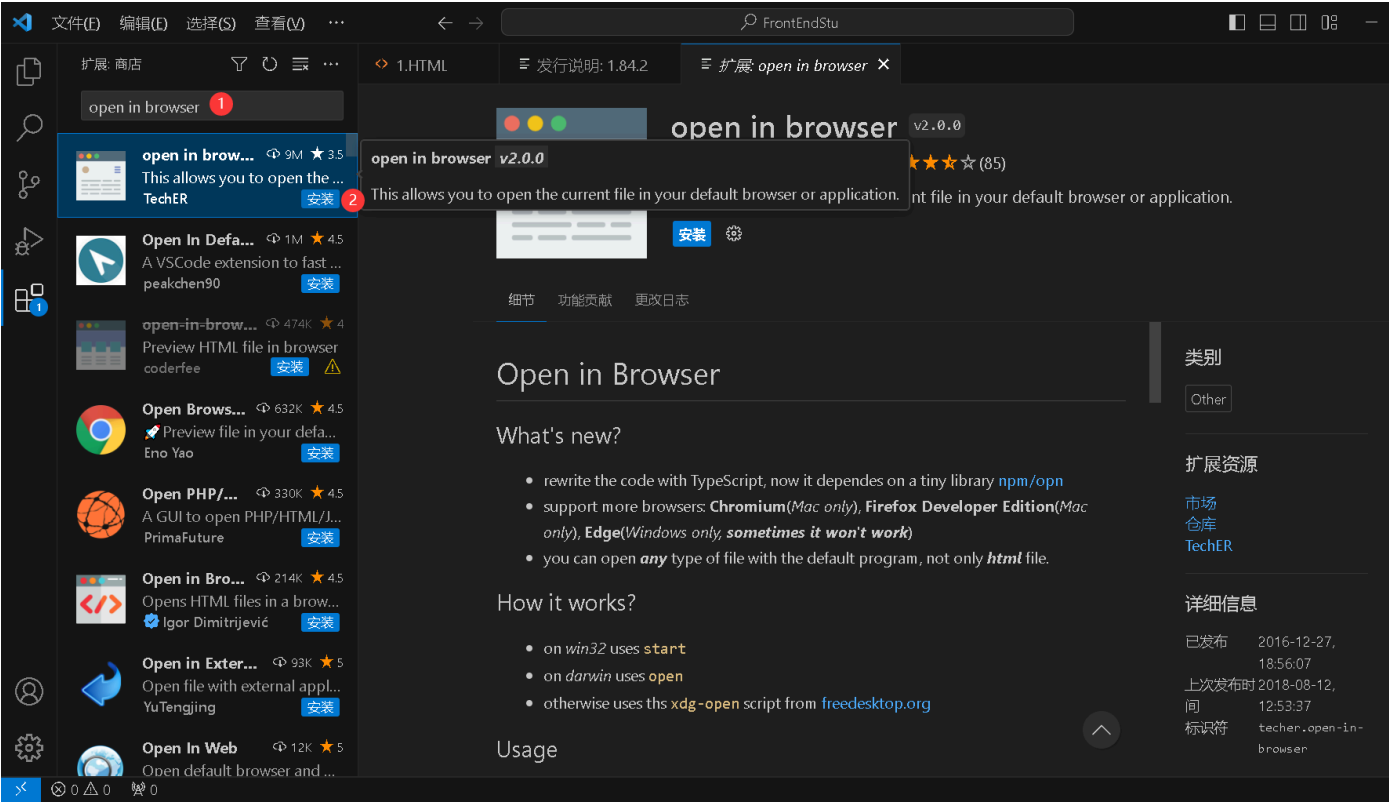 文件(F) 编辑(E) 选择(S) 查看(V) ··· FrontEndStu
扩展: 商店
1.HTML 发行说明: 1.84.2 扩展: open in browser
open in browser 1
open in brow... 9M 3.5
This allows you to open the ...
TechER 安装 2
Open In Defa... 1M 4.5
A VSCode extension to fast ...
peakchen90 安装
open-in-brow... 474K 4
Preview HTML file in browser
coderfee 安装
Open Brows... 632K 4.5
Preview file in your defa...
Eno Yao 安装
Open PHP/... 330K 4.5
A GUI to open PHP/HTML/J...
PrimaFuture 安装
Open in Bro... 214K 4.5
Opens HTML files in a brow...
Igor Dimitrijević 安装
Open in Exter... 93K 5
Open file with external appl...
YuTengjing 安装
Open In Web 12K 5
Open default browser and ...
1
open in browser v2.0.0
(85)
open in browser v2.0.0
This allows you to open the current file in your default browser or application.
nt file in your default browser or application.
安装
细节 功能贡献 更改日志
Open in Browser
What's new?
rewrite the code with TypeScript, now it dependes on a tiny library npm/opn
support more browsers: Chromium(Mac only), Firefox Developer Edition(Mac
only), Edge(Windows only, sometimes it won't work)
you can open any type of file with the default program, not only html file.
How it works?
on win32 uses start
on darwin uses open
otherwise uses ths xdg-open script from freedesktop.org
Usage
类别
Other
扩展资源
市场
仓库
TechER
详细信息
已发布 2016-12-27,
18:56:07
上次发布时 2018-08-12,
间 12:53:37
标识符 techer.open-in-
browser
0 0 0